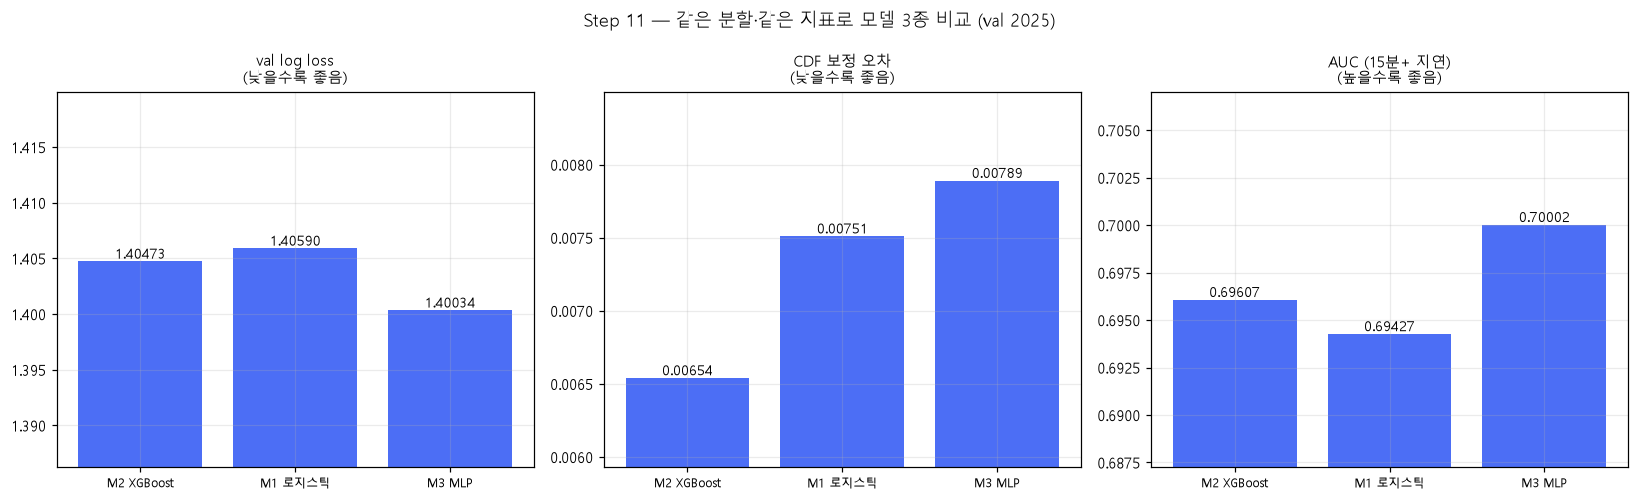 Step 11 — 같은 분할·같은 지표로 모델 3종 비교 (val 2025)
val log loss
(낮을수록 좋음)
1.415
1.410
1.405
1.400
1.395
1.390
1.40473
1.40590
1.40034
M2 XGBoost
M1 로지스틱
M3 MLP
CDF 보정 오차
(낮을수록 좋음)
0.0080
0.0075
0.0070
0.0065
0.0060
0.00654
0.00751
0.00789
M2 XGBoost
M1 로지스틱
M3 MLP
AUC (15분+ 지연)
(높을수록 좋음)
0.7050
0.7025
0.7000
0.6975
0.6950
0.6925
0.6900
0.6875
0.69607
0.69427
0.70002
M2 XGBoost
M1 로지스틱
M3 MLP